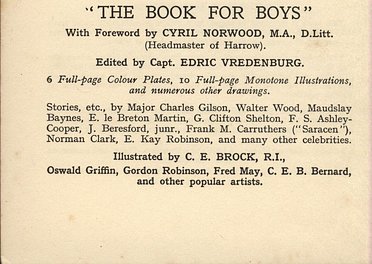 "THE BOOK FOR BOYS"
With Foreword by CYRIL NORWOOD, M.A., D.Litt.
(Headmaster of Harrow).
Edited by Capt. EDRIC VREDENBURG.
6 Full-page Colour Plates, 10 Full-page Monotone Illustrations,
and numerous other drawings.
Stories, etc., by Major Charles Gilson, Walter Wood, Maudslay
Baynes, E. le Breton Martin, G. Clifton Shelton, F. S. Ashley-
Cooper, J. Beresford, junr., Frank M. Carruthers ("Saracen"),
Norman Clark, E. Kay Robinson, and many other celebrities.
Illustrated by C. E. BROCK, R.I.,
Oswald Griffin, Gordon Robinson, Fred May, C. E. B. Bernard,
and other popular artists.